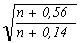 √((n + 0,56)/(n + 0,14))